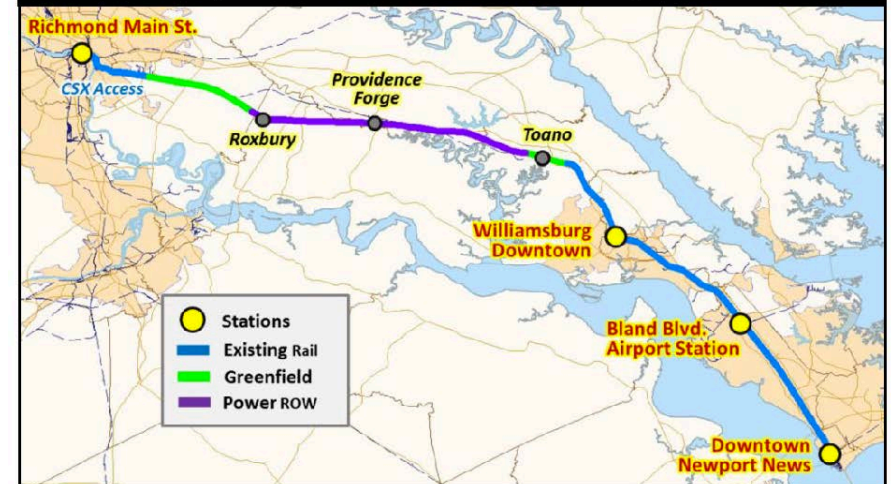 Richmond Main St.
CSX Access
Roxbury
Providence
Forge
Toano
Williamsburg
Downtown
Bland Blvd.
Airport Station
Downtown
Newport News
Stations
Existing Rail
Greenfield
Power ROW